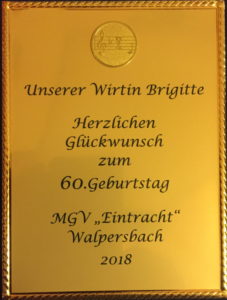 Unserer Wirtin Brigitte
Herzlichen
Glückwunsch
zum
60.Geburtstag
MGV „Eintracht“
Walpersbach
2018